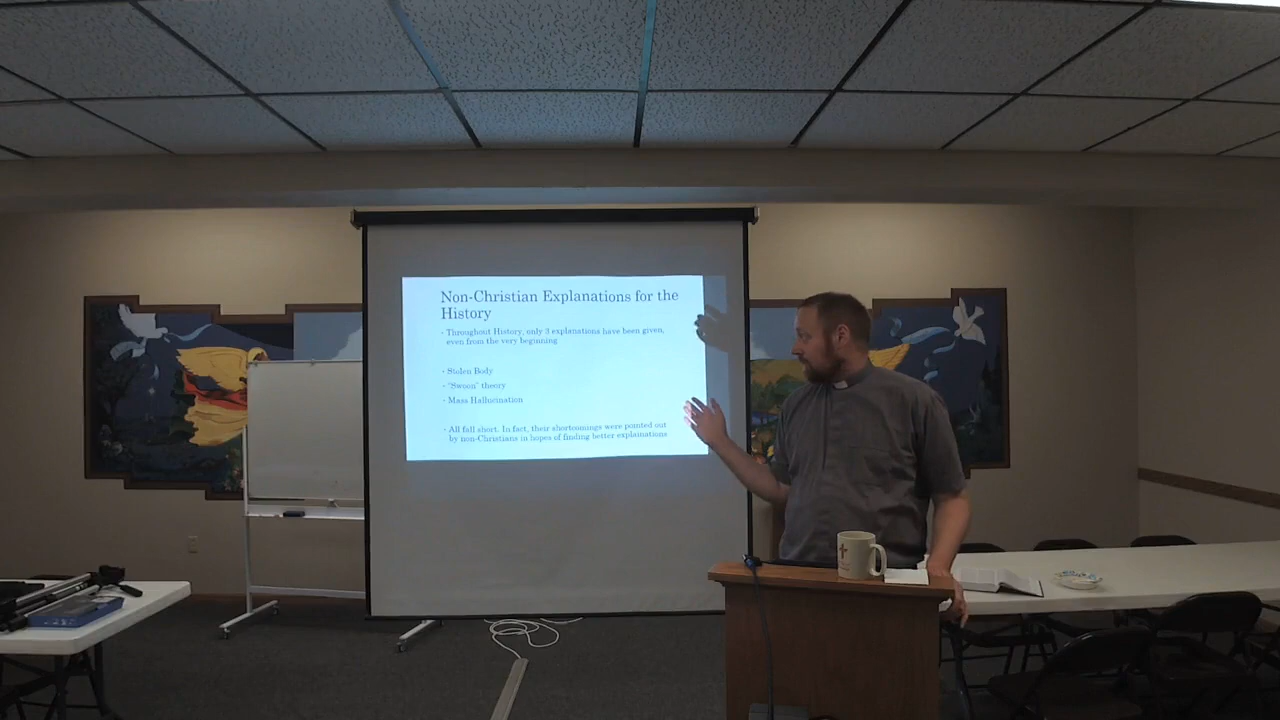 Non-Christian Explanations for the
History
· Throughout History, only 3 explanations have been given,
even from the very beginning
· Stolen Body
· "Swoon" theory
· Mass Hallucination
· All fall short. In fact, their shortcomings were pointed out
by non-Christians in hopes of finding better explainations